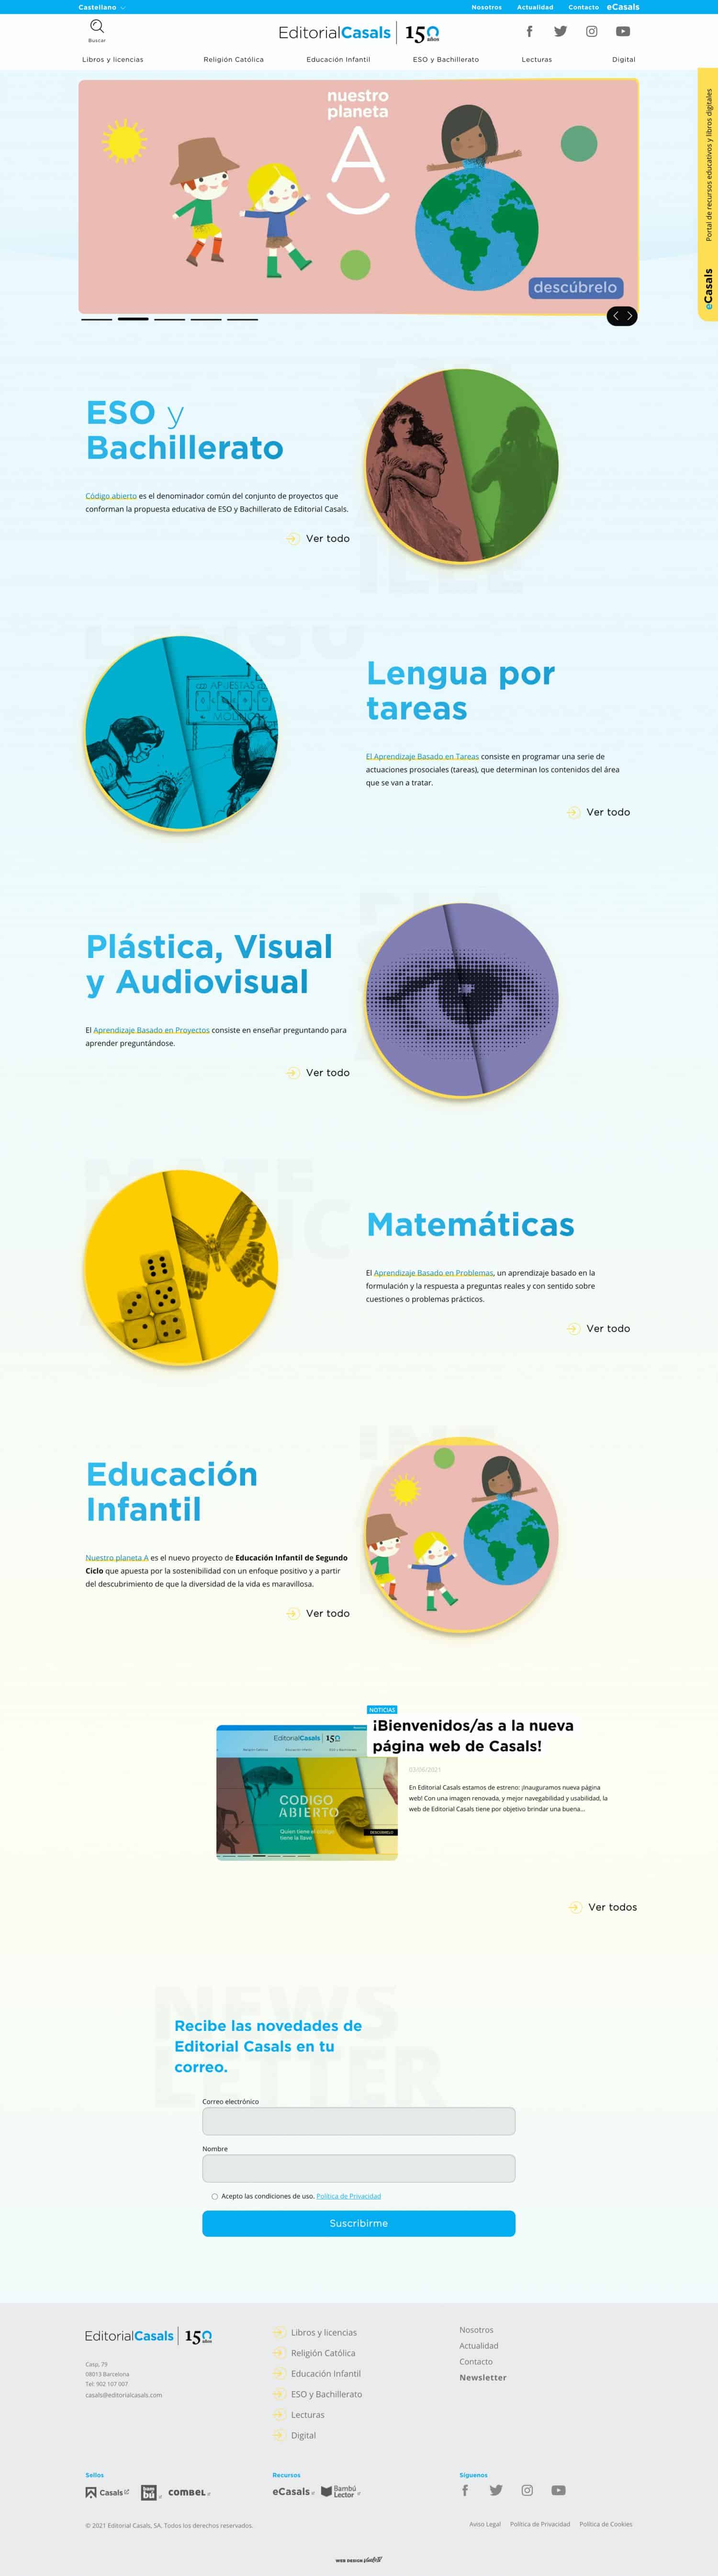 Castellano
Nosotros Actualidad Contacto eCasals
Buscar
EditorialCasals 150 años
Libros y licencias Religión Católica Educación Infantil ESO y Bachillerato Lecturas Digital
nuestro
planeta
A
descúbrelo
Portal de recursos educativos y libros digitales
eCasals
ESO y
Bachillerato
Código abierto es el denominador común del conjunto de proyectos que
conforman la propuesta educativa de ESO y Bachillerato de Editorial Casals.
Ver todo
APUESTAS
Lengua por
tareas
El Aprendizaje Basado en Tareas consiste en programar una serie de
actuaciones prosociales (tareas), que determinan los contenidos del área
que se van a tratar.
Ver todo
Plástica, Visual
y Audiovisual
El Aprendizaje Basado en Proyectos consiste en enseñar preguntando para
aprender preguntándose.
Ver todo
Matemáticas
El Aprendizaje Basado en Problemas, un aprendizaje basado en la
formulación y la respuesta a preguntas reales y con sentido sobre
cuestiones o problemas prácticos.
Ver todo
Educación
Infantil
Nuestro planeta A es el nuevo proyecto de Educación Infantil de Segundo
Ciclo que apuesta por la sostenibilidad con un enfoque positivo y a partir
del descubrimiento de que la diversidad de la vida es maravillosa.
Ver todo
NOTICIAS
¡Bienvenidos/as a la nueva
página web de Casals!
EditorialCasals 150
CODIGO
ABIERTO
Quien tiene el código
tiene la llave
03/05/2021
En Editorial Casals estamos de estreno: ¡Inauguramos nueva página
web! Con una imagen renovada, y mejor navegabilidad y usabilidad, la
web de Editorial Casals tiene por objetivo brindar una buena...
Ver todos
NEWS
LETTER
Recibe las novedades de
Editorial Casals en tu
correo.
Correo electrónico
Nombre
Acepto las condiciones de uso. Política de Privacidad
Suscribirme
EditorialCasals 150 años
Casp, 79
08013 Barcelona
Tel: 902 107 007
casals@editorialcasals.com
Libros y licencias
Religión Católica
Educación Infantil
ESO y Bachillerato
Lecturas
Digital
Nosotros
Actualidad
Contacto
Newsletter
Sellos
Casals bambú COMBEL
Recursos
eCasals Bambú Lector
Síguenos
© 2021 Editorial Casals, SA. Todos los derechos reservados.
Aviso Legal Política de Privacidad Política de Cookies
WEB DESIGN